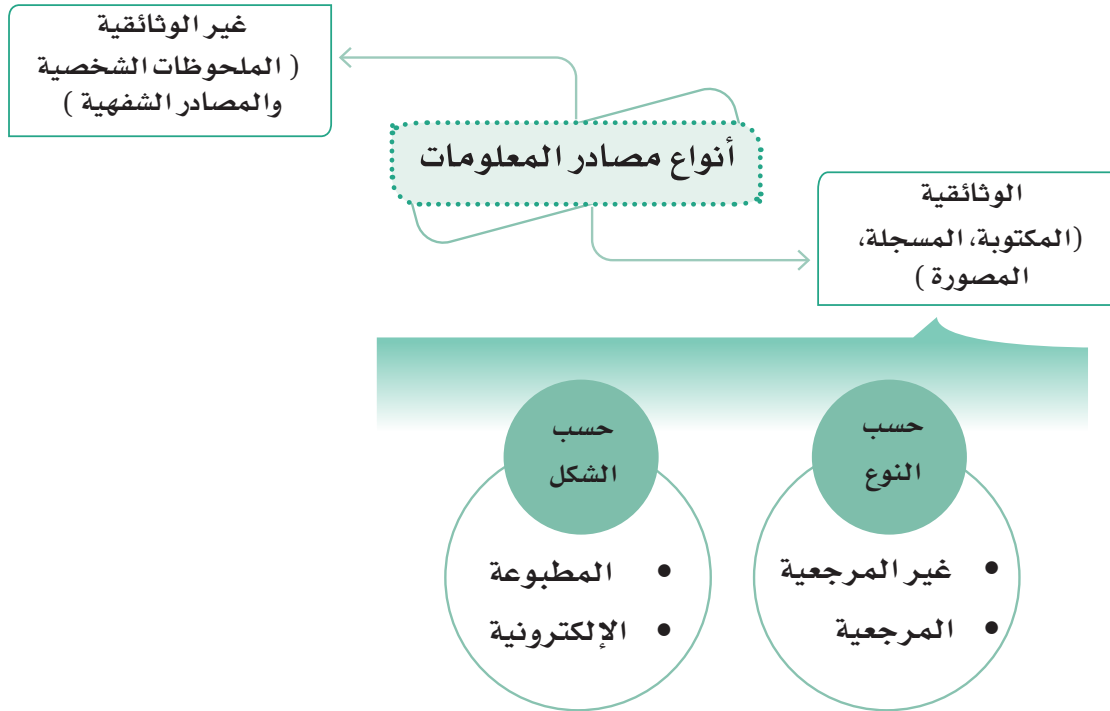 غير الوثائقية
( الملحوظات الشخصية
والمصادر الشفهية )
أنواع مصادر المعلومات
الوثائقية
(المكتوبة، المسجلة،
المصورة )
حسب
النوع
• غير المرجعية
• المرجعية
حسب
الشكل
• المطبوعة
• الإلكترونية